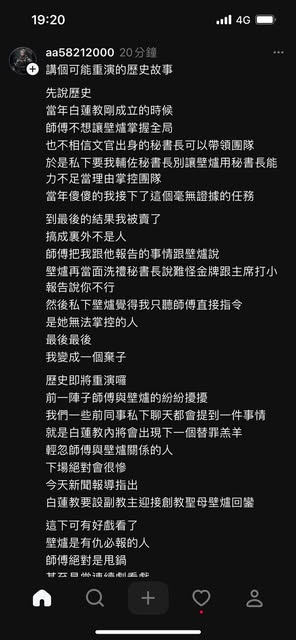 19:20
4G
aa58212000 20分鐘
講個可能重演的歷史故事
先說歷史
當年白蓮教剛成立的時候
師傅不想讓壁爐掌握全局
也不相信文官出身的秘書長可以帶領團隊
於是私下要我輔佐秘書長別讓壁爐用秘書長能
力不足當理由掌控團隊
當年傻傻的我接下了這個毫無證據的任務
到最後的結果我被賣了
搞成裏外不是人
師傅把我跟他報告的事情跟壁爐說
壁爐再當面洗禮秘書長說難怪金牌跟主席打小
報告說你不行
然後私下壁爐覺得我只聽師傅直接指令
是她無法掌控的人
最後最後
我變成一個棄子
歷史即將重演囉
前一陣子師傅與壁爐的紛紛擾擾
我們一些前同事私下聊天都會提到一件事情
就是白蓮教內將會出現下一個替罪羔羊
輕忽師傅與壁爐關係的人
下場絕對會很慘
今天新聞報導指出
白蓮教要設副教主迎接創教聖母壁爐回鑾
這下可有好戲看了
壁爐是有仇必報的人
師傅絕對是甩鍋